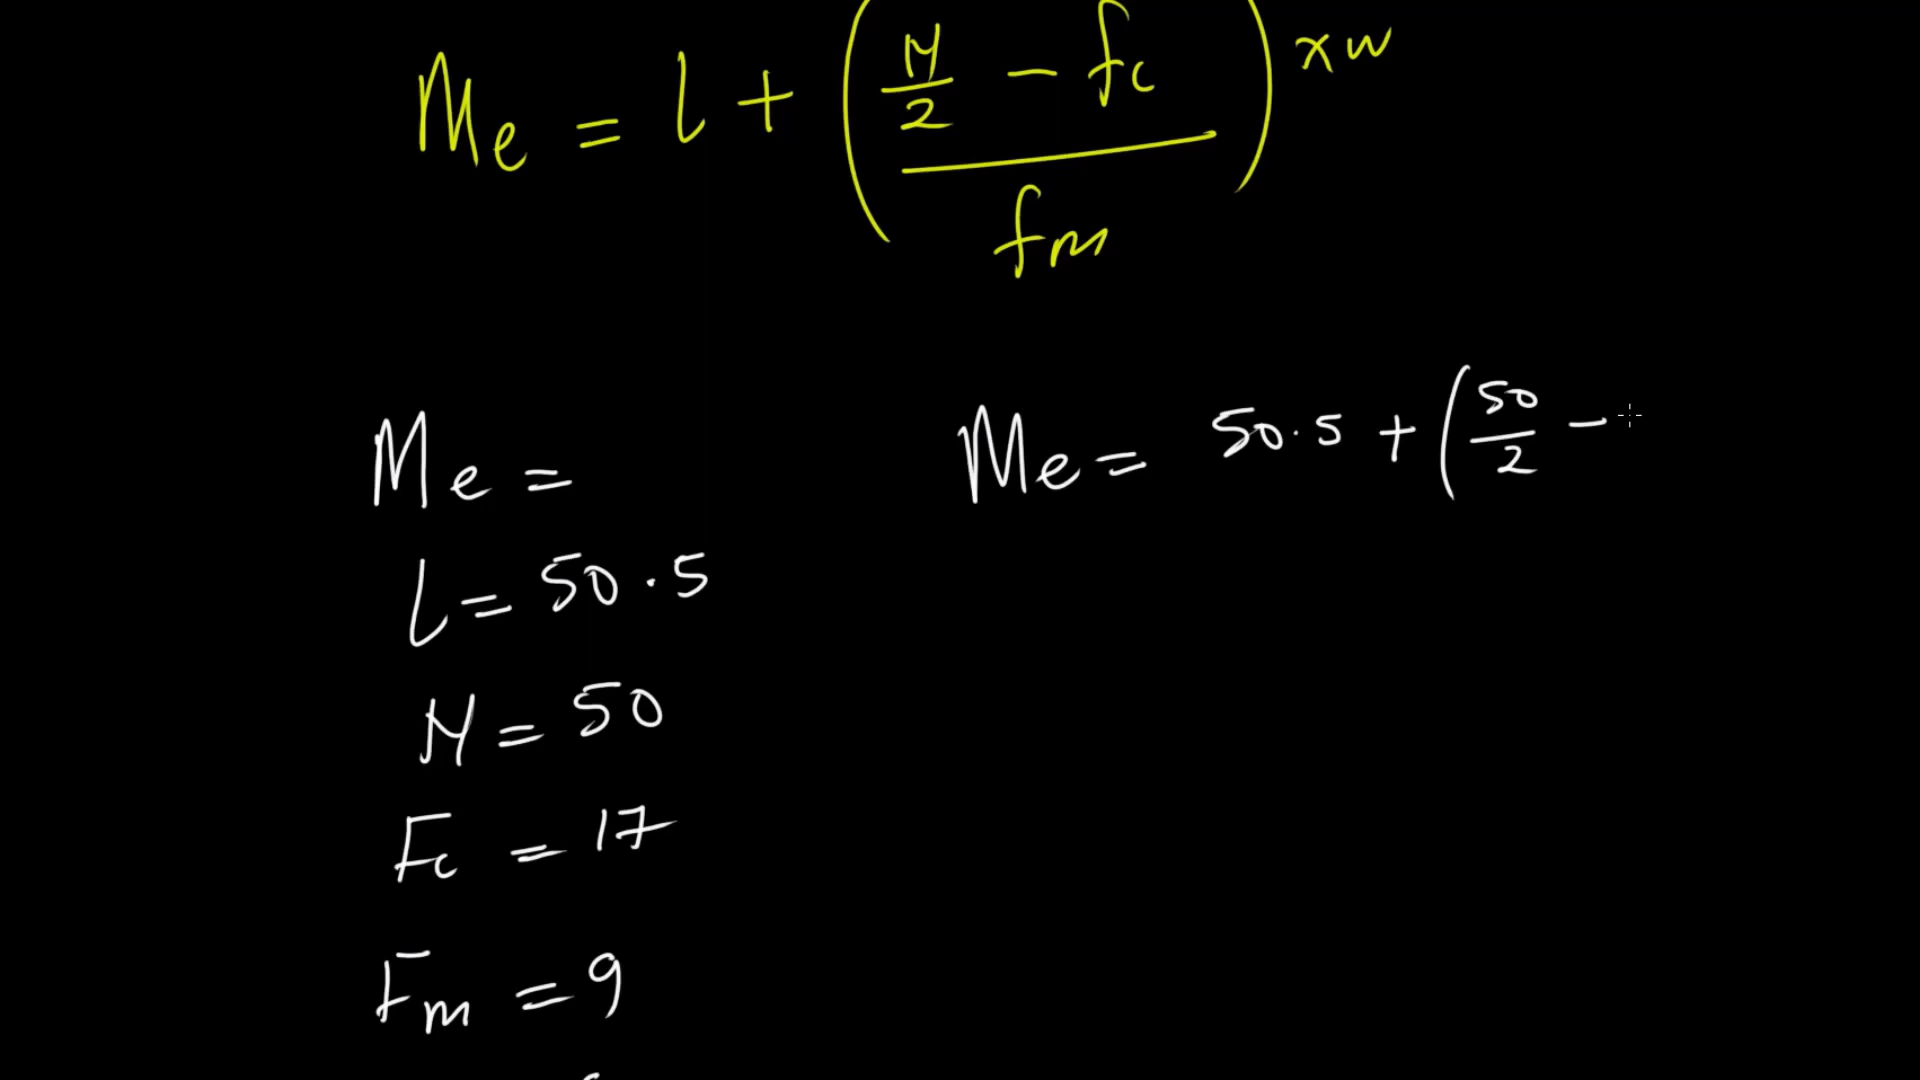 Me = l + ( (N/2 - fc) / fm ) x w
Me =
Me = 50.5 + ( 50/2 -
l = 50.5
N = 50
Fc = 17
Fm = 9